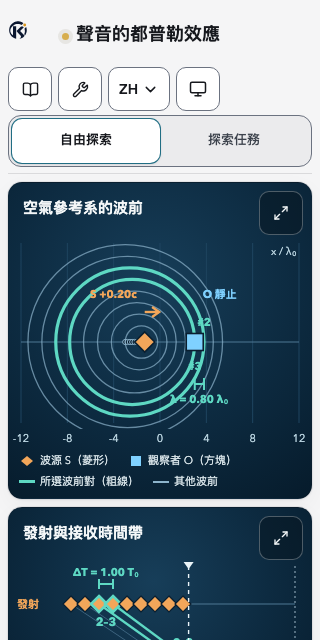 聲音的都普勒效應
ZH
自由探索
探索任務
空氣參考系的波前
x / λ₀
S +0.20c
O 靜止
#2
#3
λ = 0.80 λ₀
-12 -8 -4 0 4 8 12
波源 S（菱形）
觀察者 O（方塊）
所選波前對（粗線）
其他波前
發射與接收時間帶
ΔT = 1.00 T₀
發射
2-3